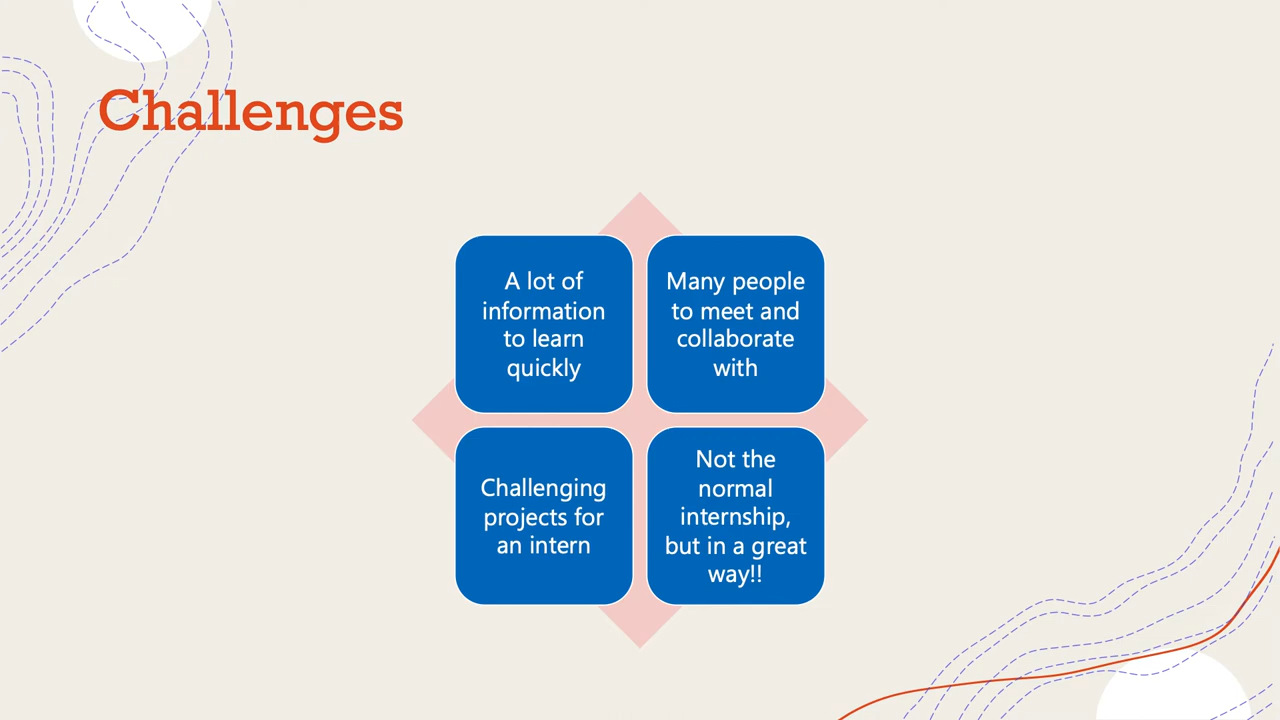 Challenges
A lot of
information
to learn
quickly
Many people
to meet and
collaborate
with
Challenging
projects for
an intern
Not the
normal
internship,
but in a great
way!!